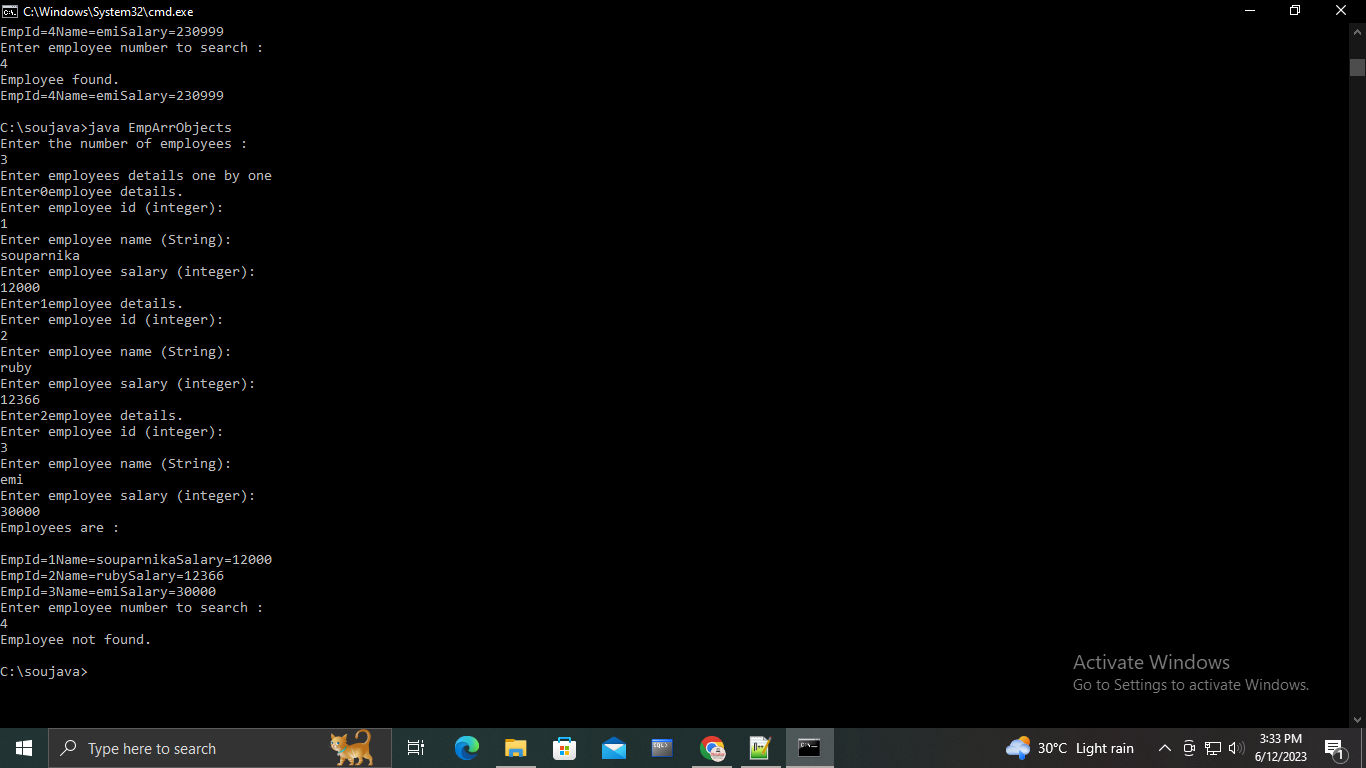 C:\Windows\System32\cmd.exe
EmpId=4Name=emiSalary=230999
Enter employee number to search :
4
Employee found.
EmpId=4Name=emiSalary=230999
C:\soujava>java EmpArrObjects
Enter the number of employees :
3
Enter employees details one by one
Enter0employee details.
Enter employee id (integer):
1
Enter employee name (String):
souparnika
Enter employee salary (integer):
12000
Enter1employee details.
Enter employee id (integer):
2
Enter employee name (String):
ruby
Enter employee salary (integer):
12366
Enter2employee details.
Enter employee id (integer):
3
Enter employee name (String):
emi
Enter employee salary (integer):
30000
Employees are :
EmpId=1Name=souparnikaSalary=12000
EmpId=2Name=rubySalary=12366
EmpId=3Name=emiSalary=30000
Enter employee number to search :
4
Employee not found.
C:\soujava>
Activate Windows
Go to Settings to activate Windows.
Type here to search
30°C Light rain
3:33 PM
6/12/2023
1